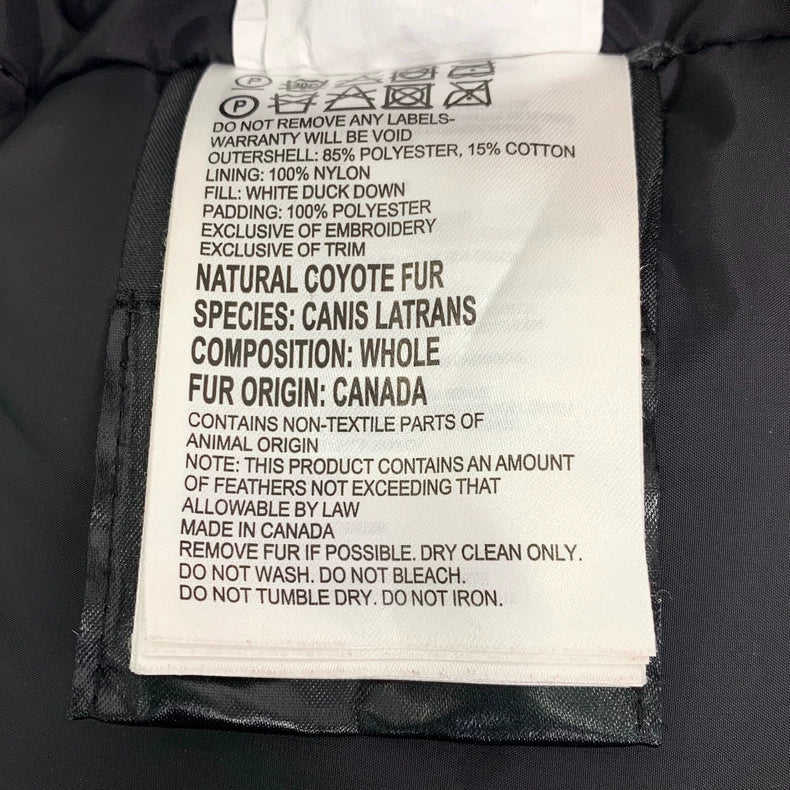 P
P
DO NOT REMOVE ANY LABELS-
WARRANTY WILL BE VOID
OUTERSHELL: 85% POLYESTER, 15% COTTON
LINING: 100% NYLON
FILL: WHITE DUCK DOWN
PADDING: 100% POLYESTER
EXCLUSIVE OF EMBROIDERY
EXCLUSIVE OF TRIM
NATURAL COYOTE FUR
SPECIES: CANIS LATRANS
COMPOSITION: WHOLE
FUR ORIGIN: CANADA
CONTAINS NON-TEXTILE PARTS OF
ANIMAL ORIGIN
NOTE: THIS PRODUCT CONTAINS AN AMOUNT
OF FEATHERS NOT EXCEEDING THAT
ALLOWABLE BY LAW
MADE IN CANADA
REMOVE FUR IF POSSIBLE. DRY CLEAN ONLY.
DO NOT WASH. DO NOT BLEACH.
DO NOT TUMBLE DRY. DO NOT IRON.